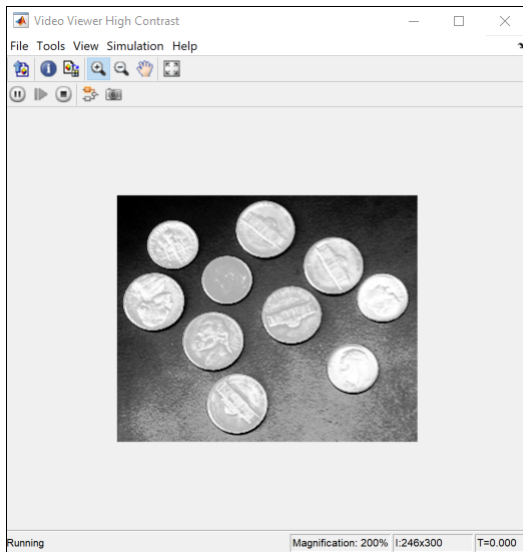 Video Viewer High Contrast
File Tools View Simulation Help
Running
Magnification: 200%
I:246x300
T=0.000